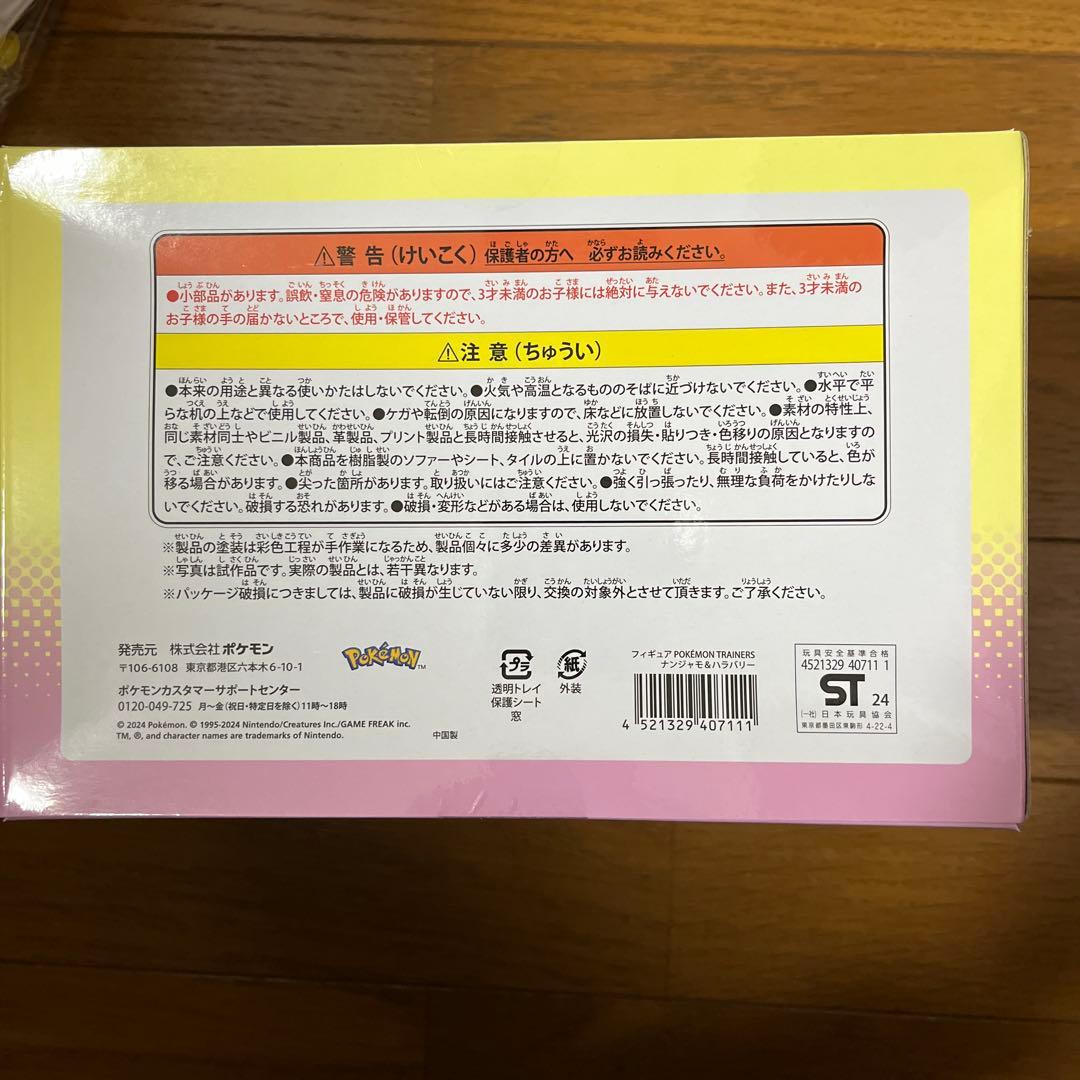 ⚠警告(けいこく) 保護者の方へ 必ずお読みください。
●小部品があります。誤飲・窒息の危険がありますので、3才未満のお子様には絶対に与えないでください。また、3才未満の
お子様の手の届かないところで、使用・保管してください。
⚠注意(ちゅうい)
●本来の用途と異なる使いかたはしないでください。●火気や高温となるもののそばに近づけないでください。●水平で平
らな机の上などで使用してください。●ケガや転倒の原因になりますので、床などに放置しないでください。●素材の特性上、
同じ素材同士やビニル製品、革製品、プリント製品と長時間接触させると、光沢の損失・貼りつき・色移りの原因となりますの
で、ご注意ください。●本商品を樹脂製のソファーやシート、タイルの上に置かないでください。長時間接触していると、色が
移る場合があります。●尖った箇所があります。取り扱いにはご注意ください。●強く引っ張ったり、無理な負荷をかけたりしな
いでください。破損する恐れがあります。●破損・変形などがある場合は、使用しないでください。
※製品の塗装は彩色工程が手作業になるため、製品個々に多少の差異があります。
※写真は試作品です。実際の製品とは、若干異なります。
※パッケージ破損につきましては、製品に破損が生じていない限り、交換の対象外とさせて頂きます。ご了承ください。
発売元 株式会社ポケモン
〒106-6108 東京都港区六本木6-10-1
ポケモンカスタマーサポートセンター
0120-049-725 月〜金(祝日・特定日を除く)11時〜18時
© 2024 Pokémon. © 1995-2024 Nintendo/Creatures Inc./GAME FREAK inc.
TM, ®, and character names are trademarks of Nintendo.
中国製
POKéMON™
プラ
透明トレイ
保護シート
窓
紙
外装
フィギュア POKÉMON TRAINERS
ナンジャモ&ハラバリー
4 521329 407111
玩具安全基準合格
4521329 40711 1
ST 24
(一社)日本玩具協会
東京都墨田区東駒形 4-22-4